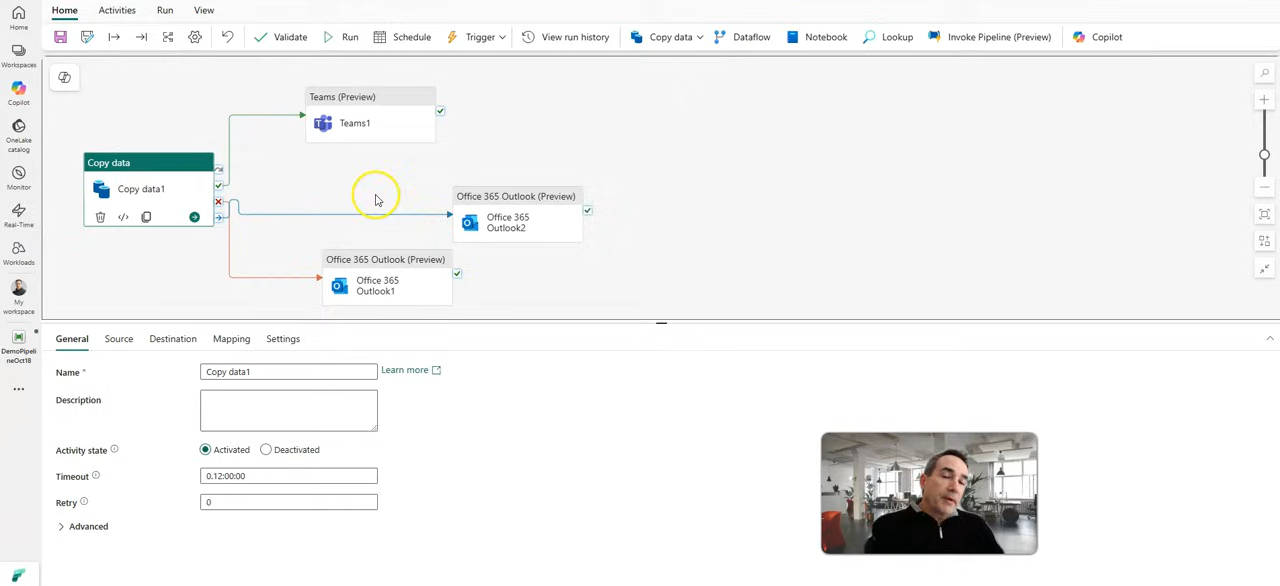 Home
Activities
Run
View
Validate
Run
Schedule
Trigger
View run history
Copy data
Dataflow
Notebook
Lookup
Invoke Pipeline (Preview)
Copilot
Home
Workspaces
Copilot
OneLake
catalog
Monitor
Real-Time
Workloads
My
workspace
DemoPipeli
neOct18
Teams (Preview)
Teams1
Copy data
Copy data1
Office 365 Outlook (Preview)
Office 365
Outlook2
Office 365 Outlook (Preview)
Office 365
Outlook1
General
Source
Destination
Mapping
Settings
Name *
Copy data1
Learn more
Description
Activity state
Activated
Deactivated
Timeout
0.12:00:00
Retry
0
Advanced